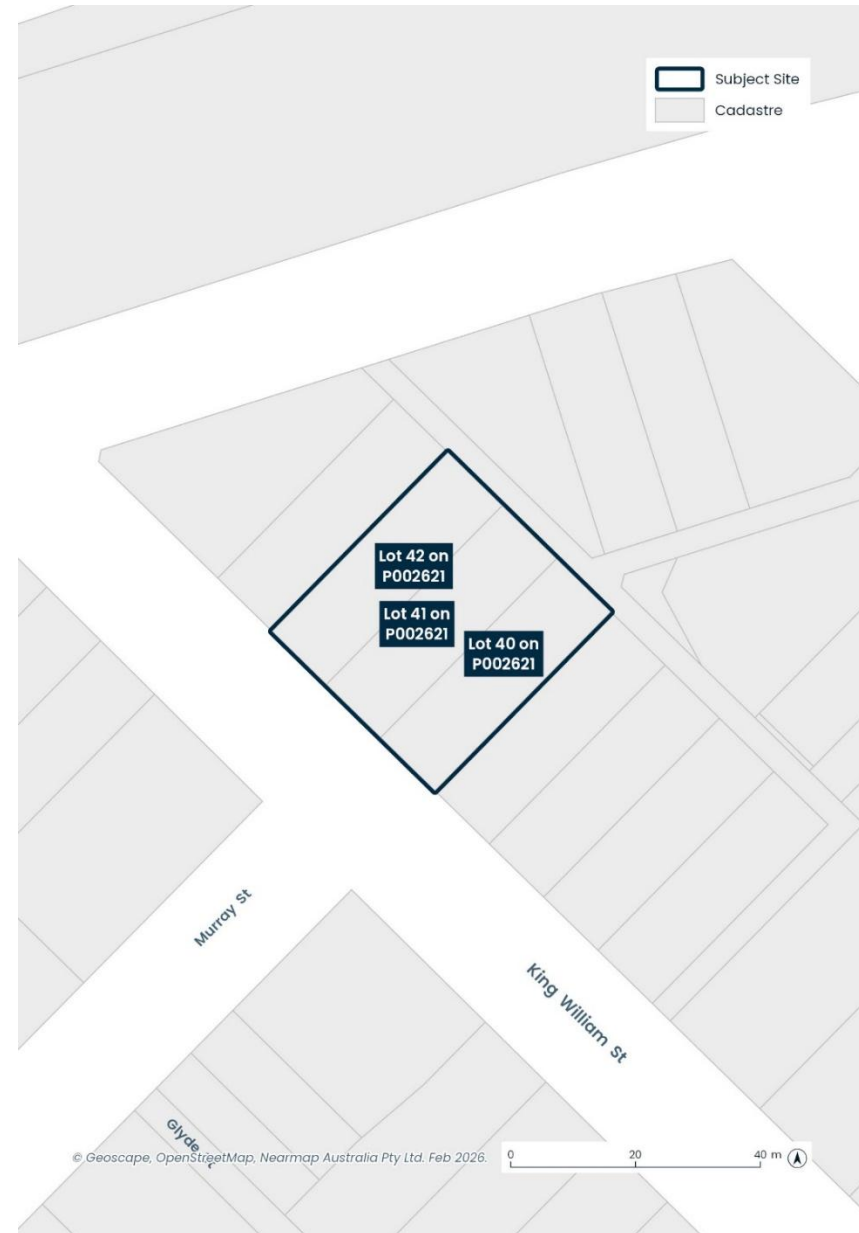 Subject Site
Cadastre
Lot 42 on
P002621
Lot 41 on
P002621
Lot 40 on
P002621
Murray St
King William St
Glyde
© Geoscape, OpenStreetMap, Nearmap Australia Pty Ltd. Feb 2026.
0 20 40 m